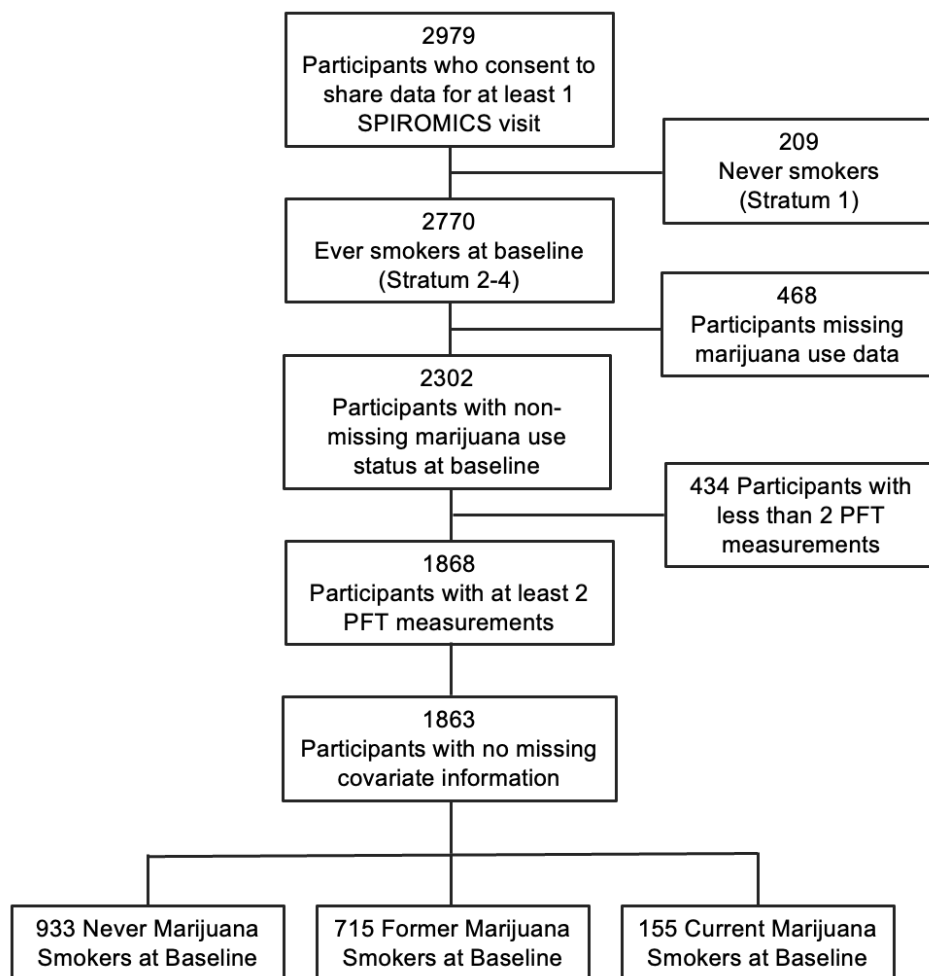 2979
Participants who consent to
share data for at least 1
SPIROMICS visit
209
Never smokers
(Stratum 1)
2770
Ever smokers at baseline
(Stratum 2-4)
468
Participants missing
marijuana use data
2302
Participants with non-
missing marijuana use
status at baseline
434 Participants with
less than 2 PFT
measurements
1868
Participants with at least 2
PFT measurements
1863
Participants with no missing
covariate information
933 Never Marijuana
Smokers at Baseline
715 Former Marijuana
Smokers at Baseline
155 Current Marijuana
Smokers at Baseline